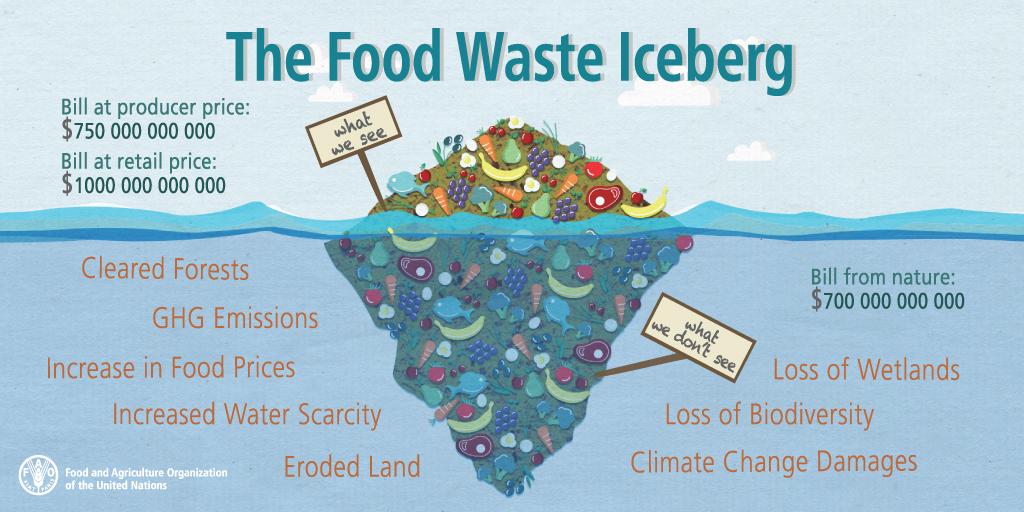 The Food Waste Iceberg
Bill at producer price:
$750 000 000 000
Bill at retail price:
$1000 000 000 000
what
we see
Cleared Forests
GHG Emissions
Increase in Food Prices
Increased Water Scarcity
Eroded Land
Bill from nature:
$700 000 000 000
what
we don't see
Loss of Wetlands
Loss of Biodiversity
Climate Change Damages
FAO
FIAT PANIS
Food and Agriculture Organization
of the United Nations